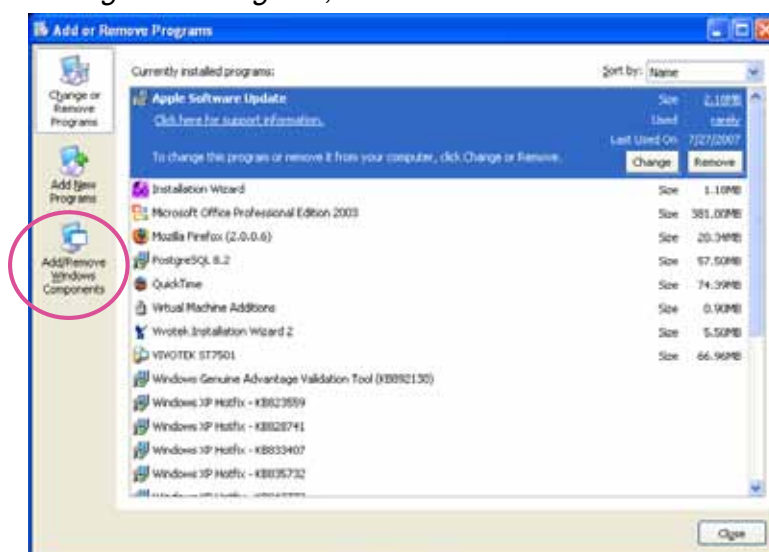 Add or Remove Programs
Change or
Remove
Programs
Add New
Programs
Add/Remove
Windows
Components
Currently installed programs:
Sort by: Name
Apple Software Update
Size 2.10MB
Click here for support information.
Used rarely
Last Used On 7/27/2007
To change this program or remove it from your computer, click Change or Remove.
Change Remove
Installation Wizard Size 1.10MB
Microsoft Office Professional Edition 2003 Size 381.00MB
Mozilla Firefox (2.0.0.6) Size 20.34MB
PostgreSQL 8.2 Size 57.50MB
QuickTime Size 74.39MB
Virtual Machine Additions Size 0.90MB
Vivotek Installation Wizard 2 Size 5.50MB
VIVOTEK ST7501 Size 66.96MB
Windows Genuine Advantage Validation Tool (KB892130)
Windows XP Hotfix - KB823559
Windows XP Hotfix - KB828741
Windows XP Hotfix - KB833407
Windows XP Hotfix - KB835732
Close